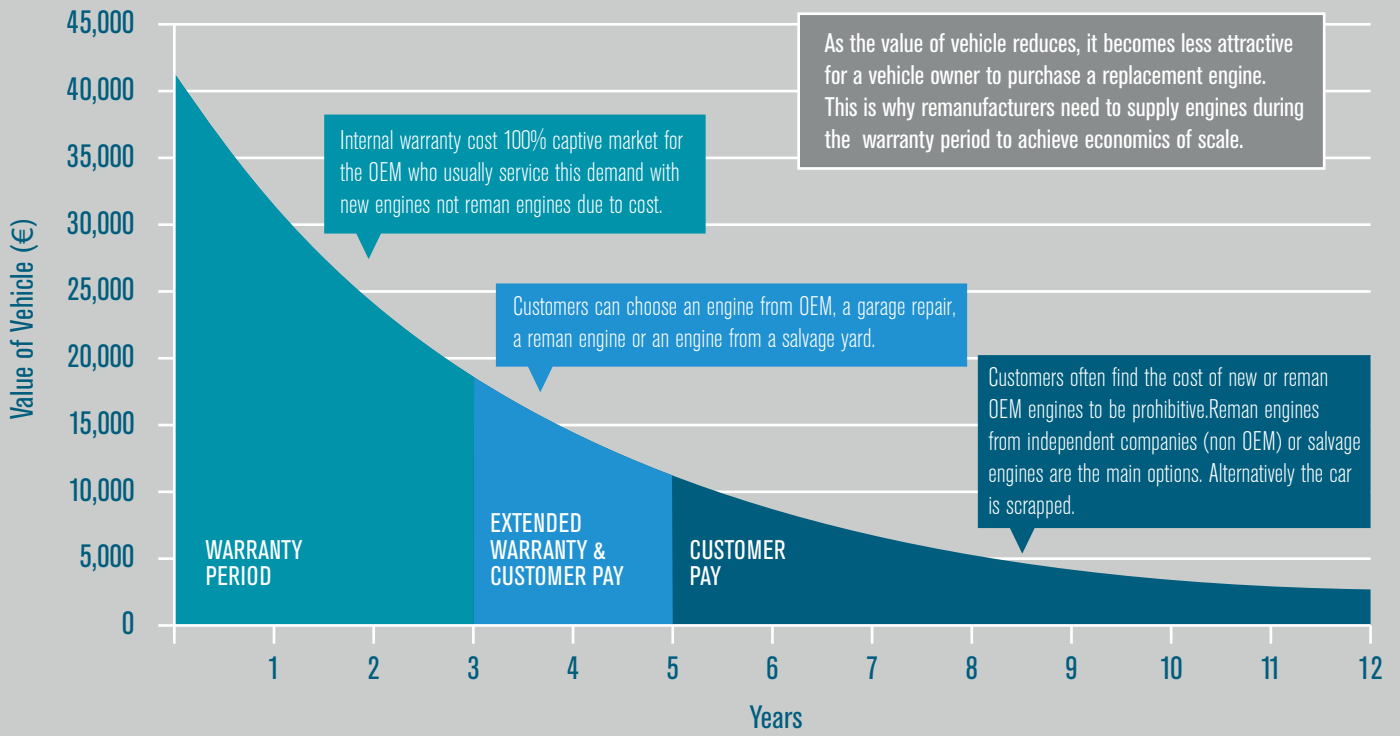 45,000
40,000
35,000
30,000
25,000
20,000
15,000
10,000
5,000
0
Value of Vehicle (€)
As the value of vehicle reduces, it becomes less attractive
for a vehicle owner to purchase a replacement engine.
This is why remanufacturers need to supply engines during
the warranty period to achieve economics of scale.
Internal warranty cost 100% captive market for
the OEM who usually service this demand with
new engines not reman engines due to cost.
Customers can choose an engine from OEM, a garage repair,
a reman engine or an engine from a salvage yard.
Customers often find the cost of new or reman
OEM engines to be prohibitive.Reman engines
from independent companies (non OEM) or salvage
engines are the main options. Alternatively the car
is scrapped.
WARRANTY
PERIOD
EXTENDED
WARRANTY &
CUSTOMER PAY
CUSTOMER
PAY
1 2 3 4 5 6 7 8 9 10 11 12
Years